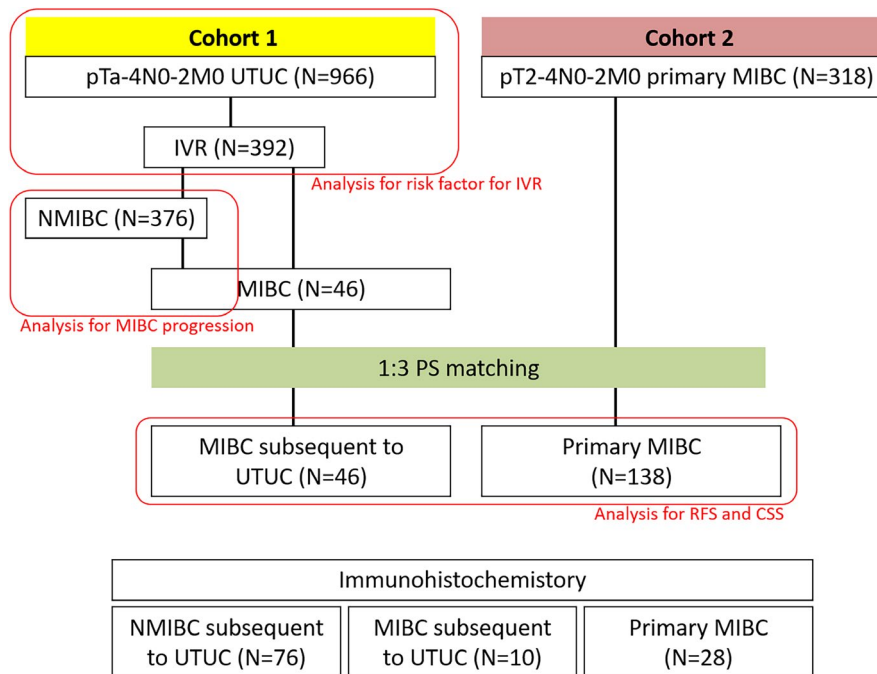 Cohort 1
Cohort 2
pTa-4N0-2M0 UTUC (N=966)
pT2-4N0-2M0 primary MIBC (N=318)
IVR (N=392)
Analysis for risk factor for IVR
NMIBC (N=376)
MIBC (N=46)
Analysis for MIBC progression
1:3 PS matching
MIBC subsequent to
UTUC (N=46)
Primary MIBC
(N=138)
Analysis for RFS and CSS
Immunohistochemistory
NMIBC subsequent
to UTUC (N=76)
MIBC subsequent
to UTUC (N=10)
Primary MIBC
(N=28)